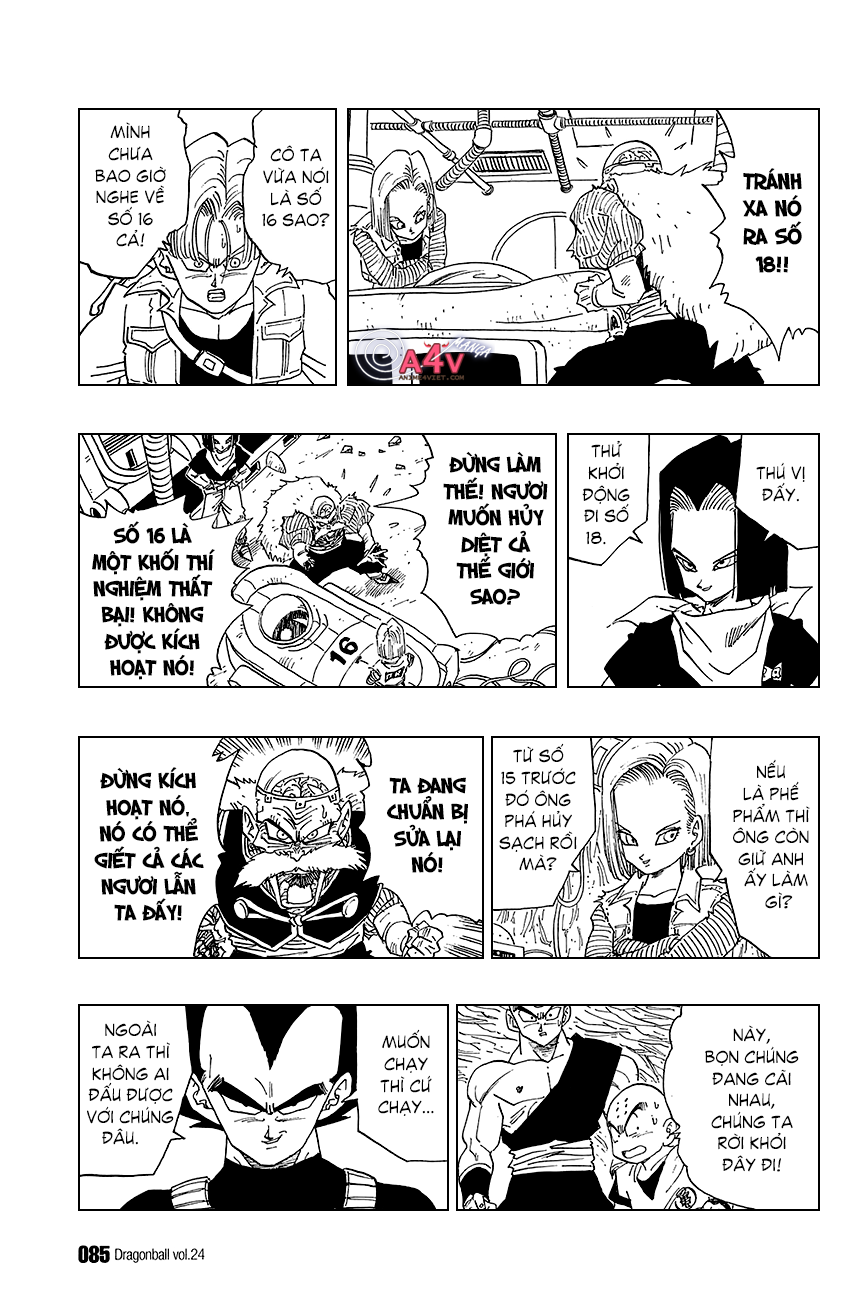 TRÁNH
XA NÓ
RA SỐ
18!!
CÔ TA
VỪA NÓI
LÀ SỐ
16 SAO?
MÌNH
CHƯA
BAO GIỜ
NGHE VỀ
SỐ 16
CẢ!
A4V
MANGA
ANIME4VIET.COM
THÚ VỊ
ĐẤY.
THỬ
KHỞI
ĐỘNG
ĐI SỐ
18.
ĐỪNG LÀM
THẾ! NGƯƠI
MUỐN HỦY
DIỆT CẢ
THẾ GIỚI
SAO?
SỐ 16 LÀ
MỘT KHỐI THÍ
NGHIỆM THẤT
BẠI! KHÔNG
ĐƯỢC KÍCH
HOẠT NÓ!
16
NẾU
LÀ PHẾ
PHẨM THÌ
ÔNG CÒN
GIỮ ANH
ẤY LÀM
GÌ?
TỪ SỐ
15 TRƯỚC
ĐÓ ÔNG
PHÁ HỦY
SẠCH RỒI
MÀ?
TA ĐANG
CHUẨN BỊ
SỬA LẠI
NÓ!
ĐỪNG KÍCH
HOẠT NÓ,
NÓ CÓ THỂ
GIẾT CẢ CÁC
NGƯƠI LẪN
TA ĐẤY!
NÀY,
BỌN CHÚNG
ĐANG CÃI
NHAU,
CHÚNG TA
RỜI KHỎI
ĐÂY ĐI!
MUỐN
CHẠY
THÌ CỨ
CHẠY...
NGOÀI
TA RA THÌ
KHÔNG AI
ĐẤU ĐƯỢC
VỚI CHÚNG
ĐÂU.
085 Dragonball vol.24